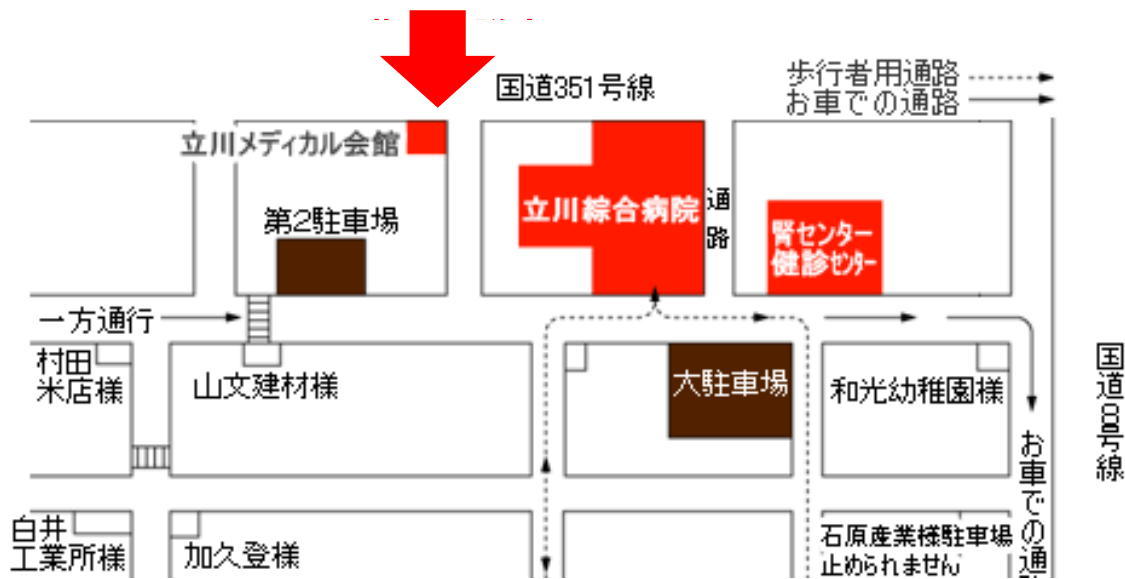 国道351号線
歩行者用通路
お車での通路
立川メディカル会館
第2駐車場
立川綜合病院
通路
腎センター
健診センター
一方通行
村田
米店様
山文建材様
大駐車場
和光幼稚園様
国道8号線
お車での通
白井
工業所様
加久登様
石原産業様駐車場
止められません